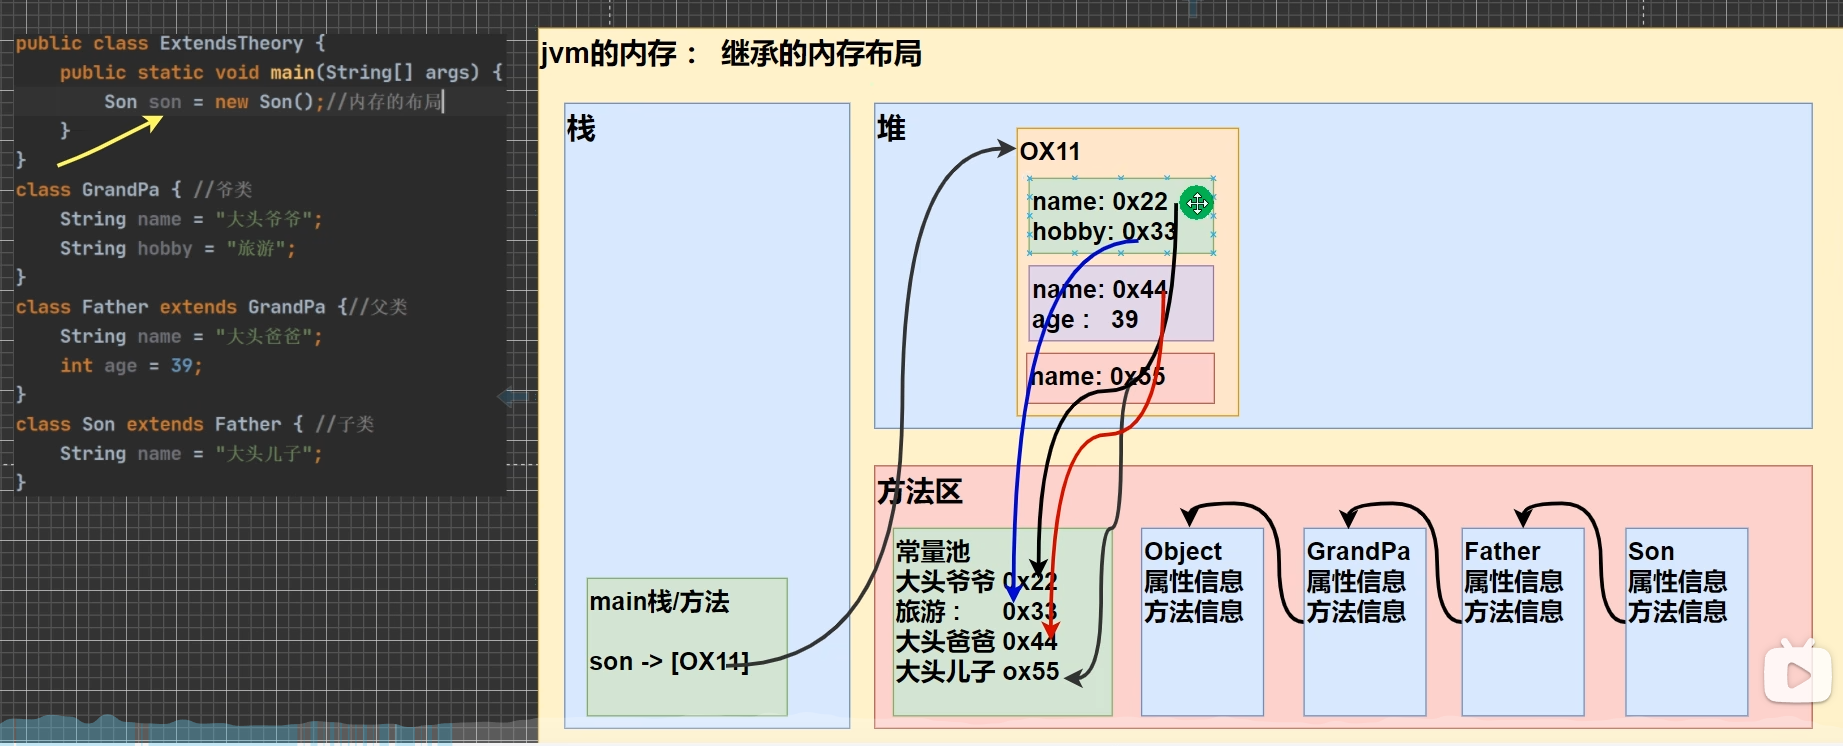 public class ExtendsTheory {
public static void main(String[] args) {
Son son = new Son();//内存的布局
}
}
class GrandPa { //爷类
String name = "大头爷爷";
String hobby = "旅游";
}
class Father extends GrandPa {//父类
String name = "大头爸爸";
int age = 39;
}
class Son extends Father { //子类
String name = "大头儿子";
}
jvm的内存： 继承的内存布局
栈
main栈/方法
son -> [OX11]
堆
OX11
name: 0x22
hobby: 0x33
name: 0x44
age : 39
name: 0x55
方法区
常量池
大头爷爷 0x22
旅游 : 0x33
大头爸爸 0x44
大头儿子 ox55
Object
属性信息
方法信息
GrandPa
属性信息
方法信息
Father
属性信息
方法信息
Son
属性信息
方法信息